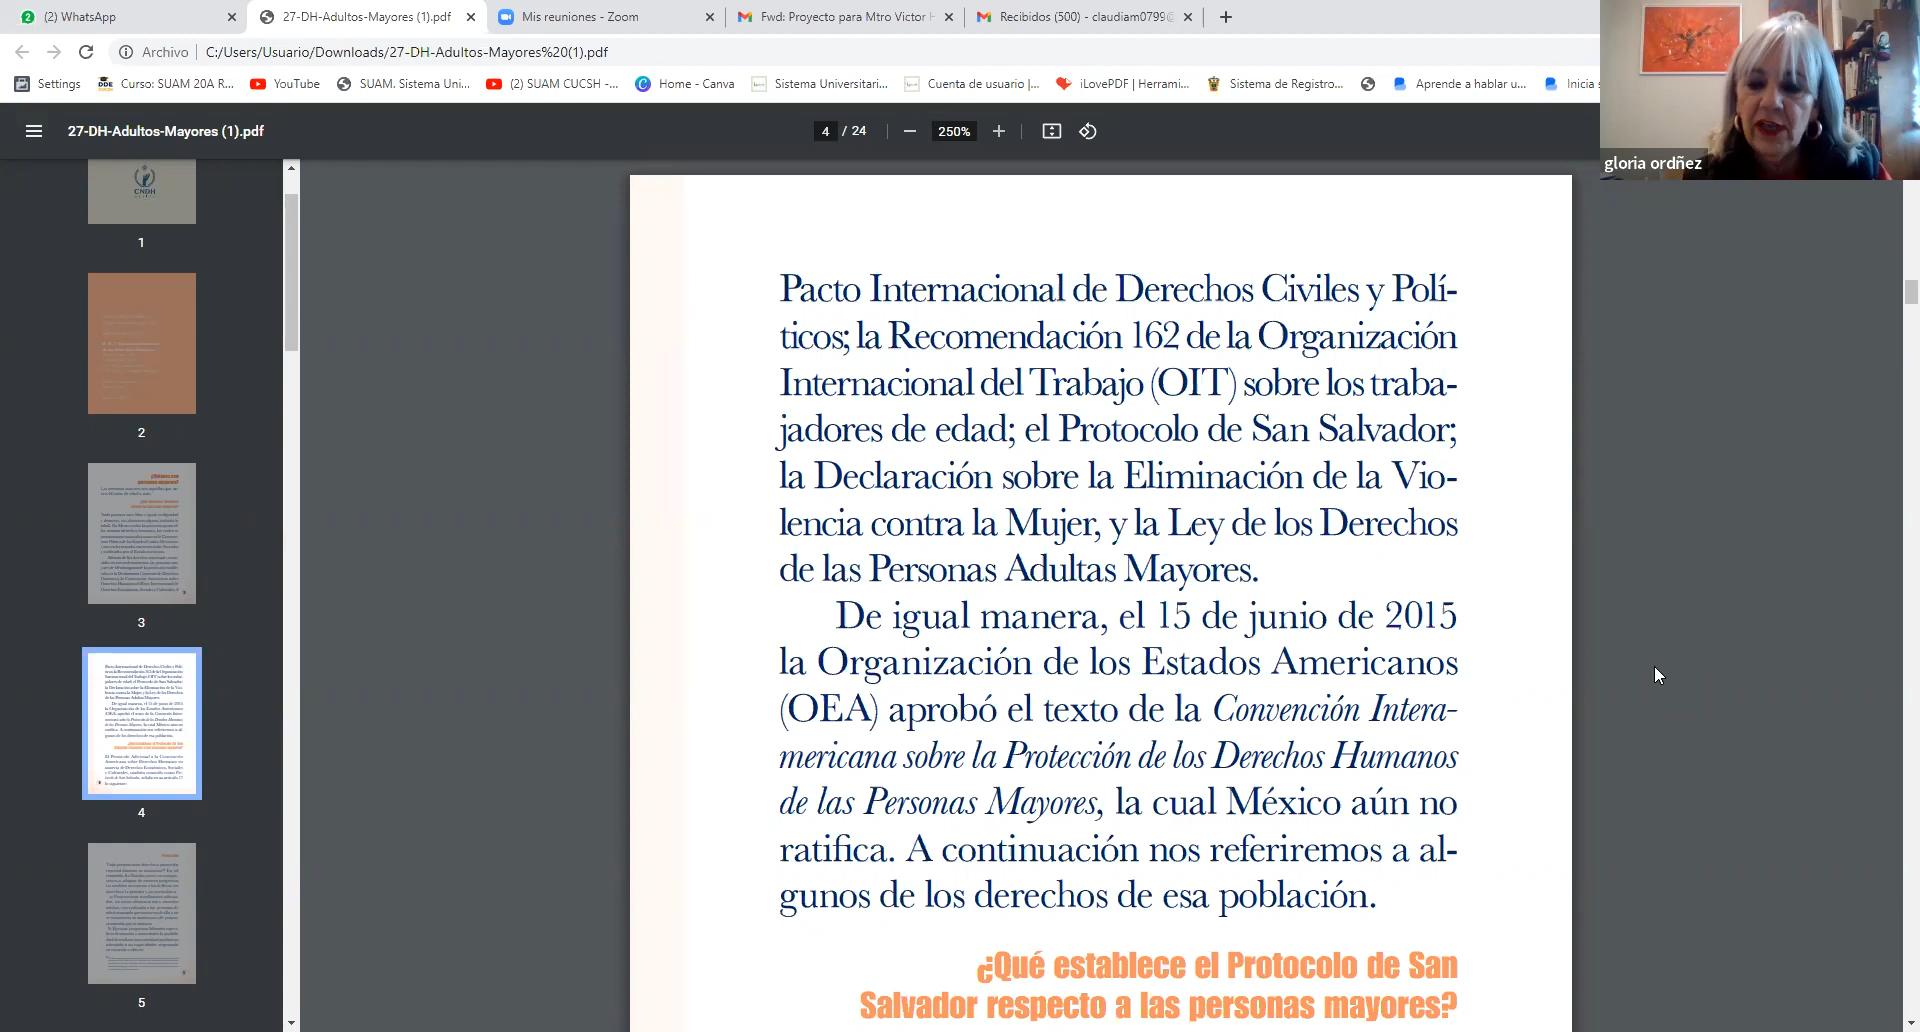 (2) WhatsApp
27-DH-Adultos-Mayores (1).pdf
Mis reuniones - Zoom
Fwd: Proyecto para Mtro Victor H
Recibidos (500) - claudiam0799@
Archivo
C:/Users/Usuario/Downloads/27-DH-Adultos-Mayores%20(1).pdf
Settings
Curso: SUAM 20A R...
YouTube
SUAM. Sistema Uni...
(2) SUAM CUCSH -...
Home - Canva
Sistema Universitari...
Cuenta de usuario |...
iLovePDF | Herrami...
Sistema de Registro...
Aprende a hablar u...
Inicia s
27-DH-Adultos-Mayores (1).pdf
4 / 24
250%
gloria ordñez
CNDH
1
2
3
4
5
Pacto Internacional de Derechos Civiles y Polí-
ticos; la Recomendación 162 de la Organización
Internacional del Trabajo (OIT) sobre los traba-
jadores de edad; el Protocolo de San Salvador;
la Declaración sobre la Eliminación de la Vio-
lencia contra la Mujer, y la Ley de los Derechos
de las Personas Adultas Mayores.
De igual manera, el 15 de junio de 2015
la Organización de los Estados Americanos
(OEA) aprobó el texto de la Convención Intera-
mericana sobre la Protección de los Derechos Humanos
de las Personas Mayores, la cual México aún no
ratifica. A continuación nos referiremos a al-
gunos de los derechos de esa población.
¿Qué establece el Protocolo de San
Salvador respecto a las personas mayores?